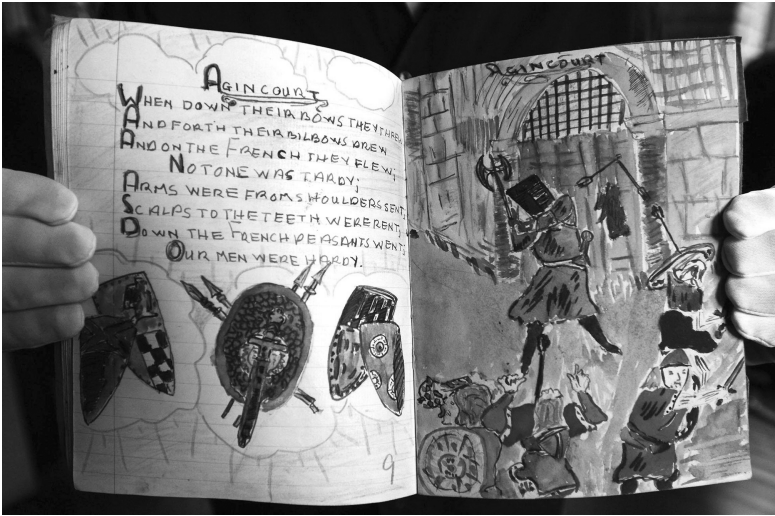 AGINCOURT
WHEN DOWN THEIR BOWS THEY THREW
AND FORTH THEIR BILBOWS DREW
AND ON THE FRENCH THEY FLEW;
NOT ONE WAS TARDY;
ARMS WERE FROM SHOULDERS SENT;
SCALPS TO THE TEETH WERE RENT;
DOWN THE FRENCH PEASANTS WENT;
OUR MEN WERE HARDY.
9
AGINCOURT